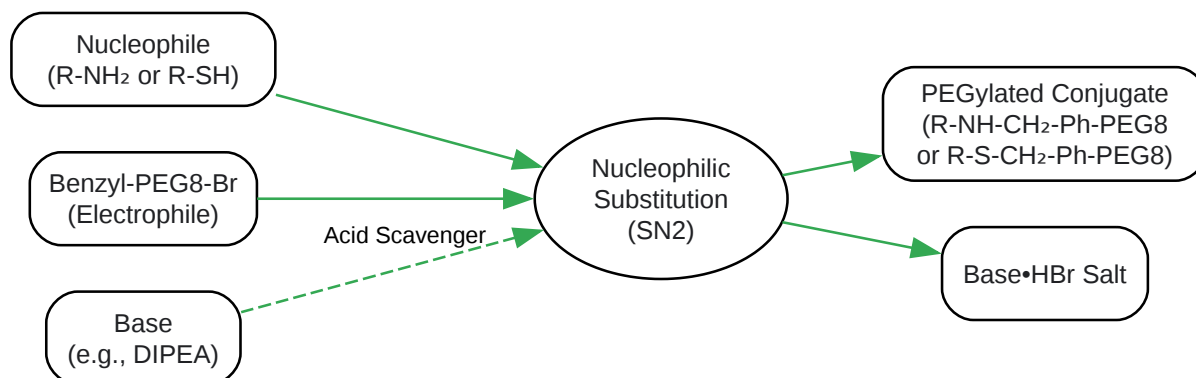 Nucleophile
(R-NH₂ or R-SH)
Benzyl-PEG8-Br
(Electrophile)
Acid Scavenger
Base
(e.g., DIPEA)
Nucleophilic
Substitution
(SN2)
PEGylated Conjugate
(R-NH-CH₂-Ph-PEG8
or R-S-CH₂-Ph-PEG8)
Base•HBr Salt